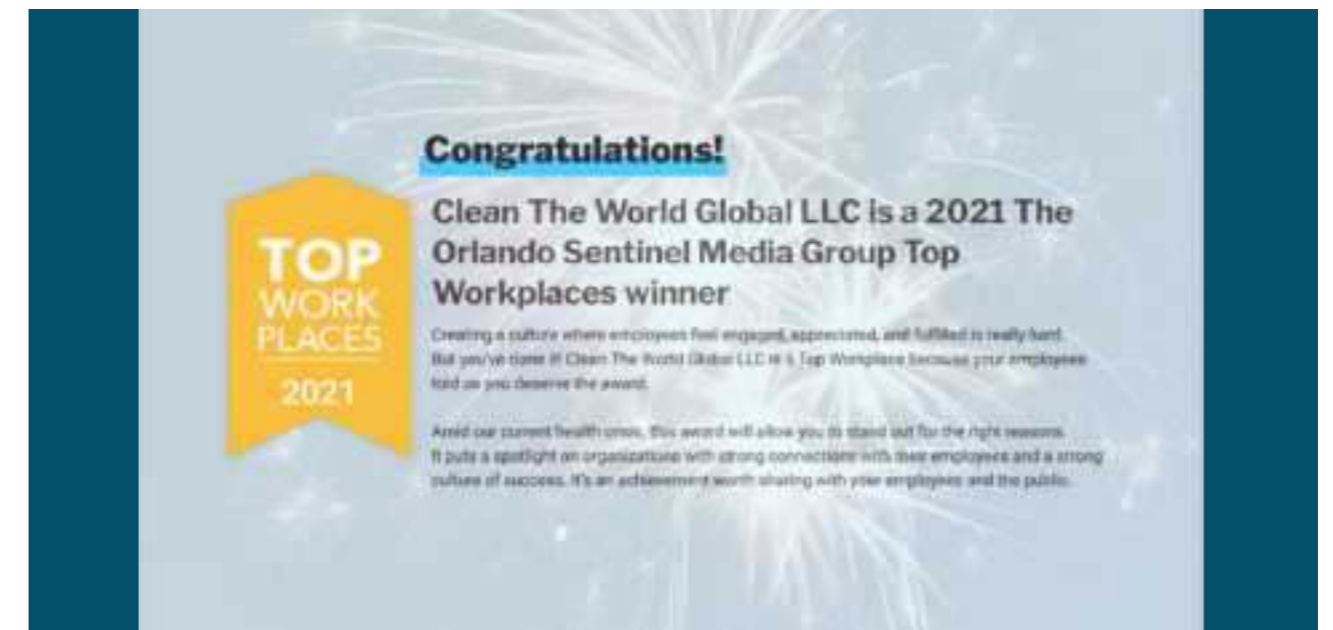 Congratulations!
Clean The World Global LLC is a 2021 The
Orlando Sentinel Media Group Top
Workplaces winner
TOP
WORK
PLACES
2021
Creating a culture where employees feel engaged, appreciated, and fulfilled is really hard.
But you've done it! Clean The World Global LLC is a Top Workplace because your employees
told us you deserve the award.
Amid our current health crisis, this award will allow you to stand out for the right reasons.
It puts a spotlight on organizations with strong connections with their employees and a strong
culture of success. It's an achievement worth sharing with your employees and the public.